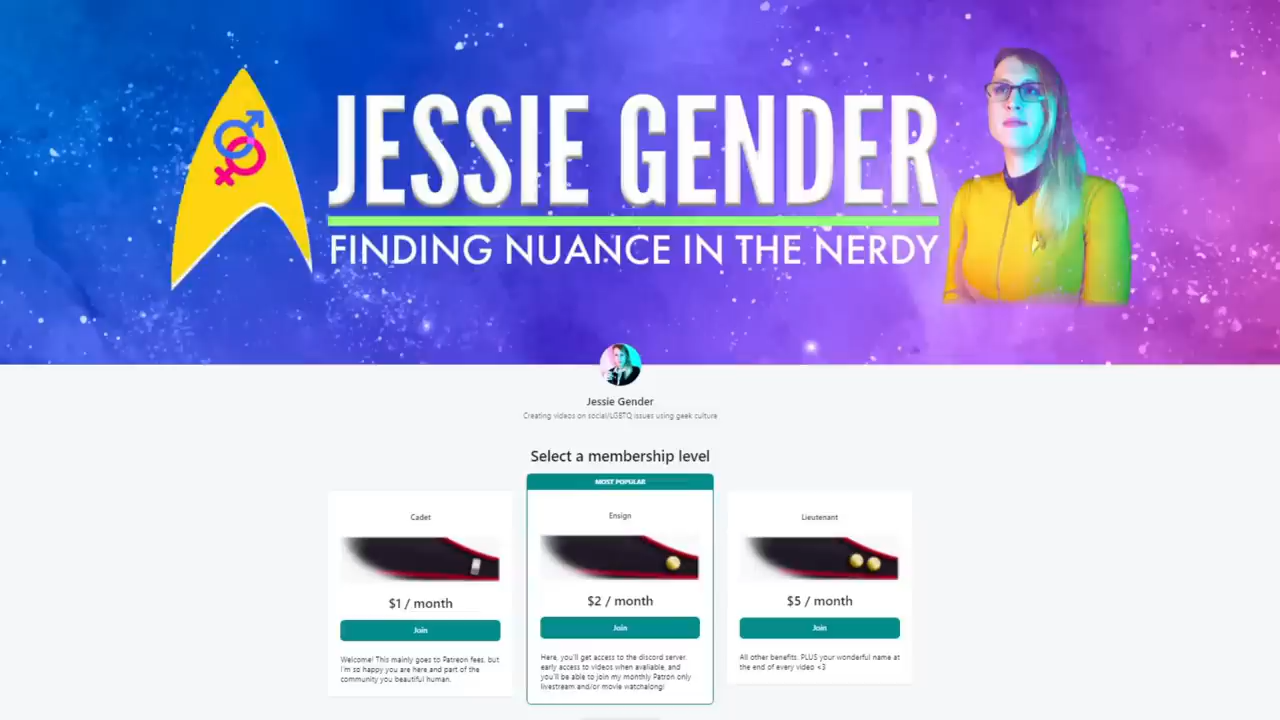 JESSIE GENDER
FINDING NUANCE IN THE NERDY
Jessie Gender
Creating videos on social/LGBTQ issues using geek culture
Select a membership level
Cadet
$1 / month
Join
Welcome! This mainly goes to Patreon fees, but
I'm so happy you are here and part of the
community you beautiful human.
MOST POPULAR
Ensign
$2 / month
Join
Here, you'll get access to the discord server,
early access to videos when available, and
you'll be able to join my monthly Patron only
livestream and/or movie watchalong!
Lieutenant
$5 / month
Join
All other benefits, PLUS your wonderful name at
the end of every video <3